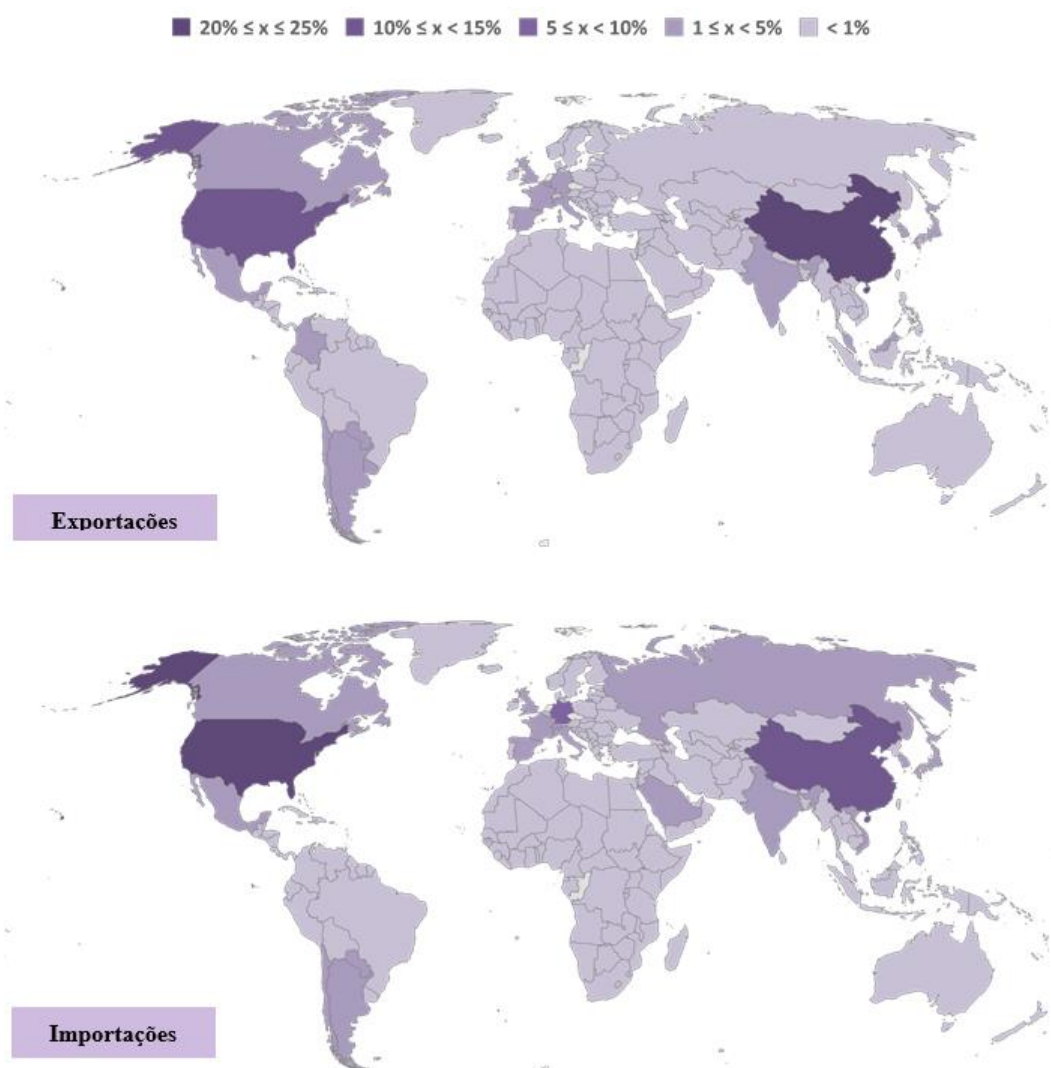 20% ≤ x ≤ 25% 10% ≤ x < 15% 5 ≤ x < 10% 1 ≤ x < 5% < 1%
Exportações
Importações